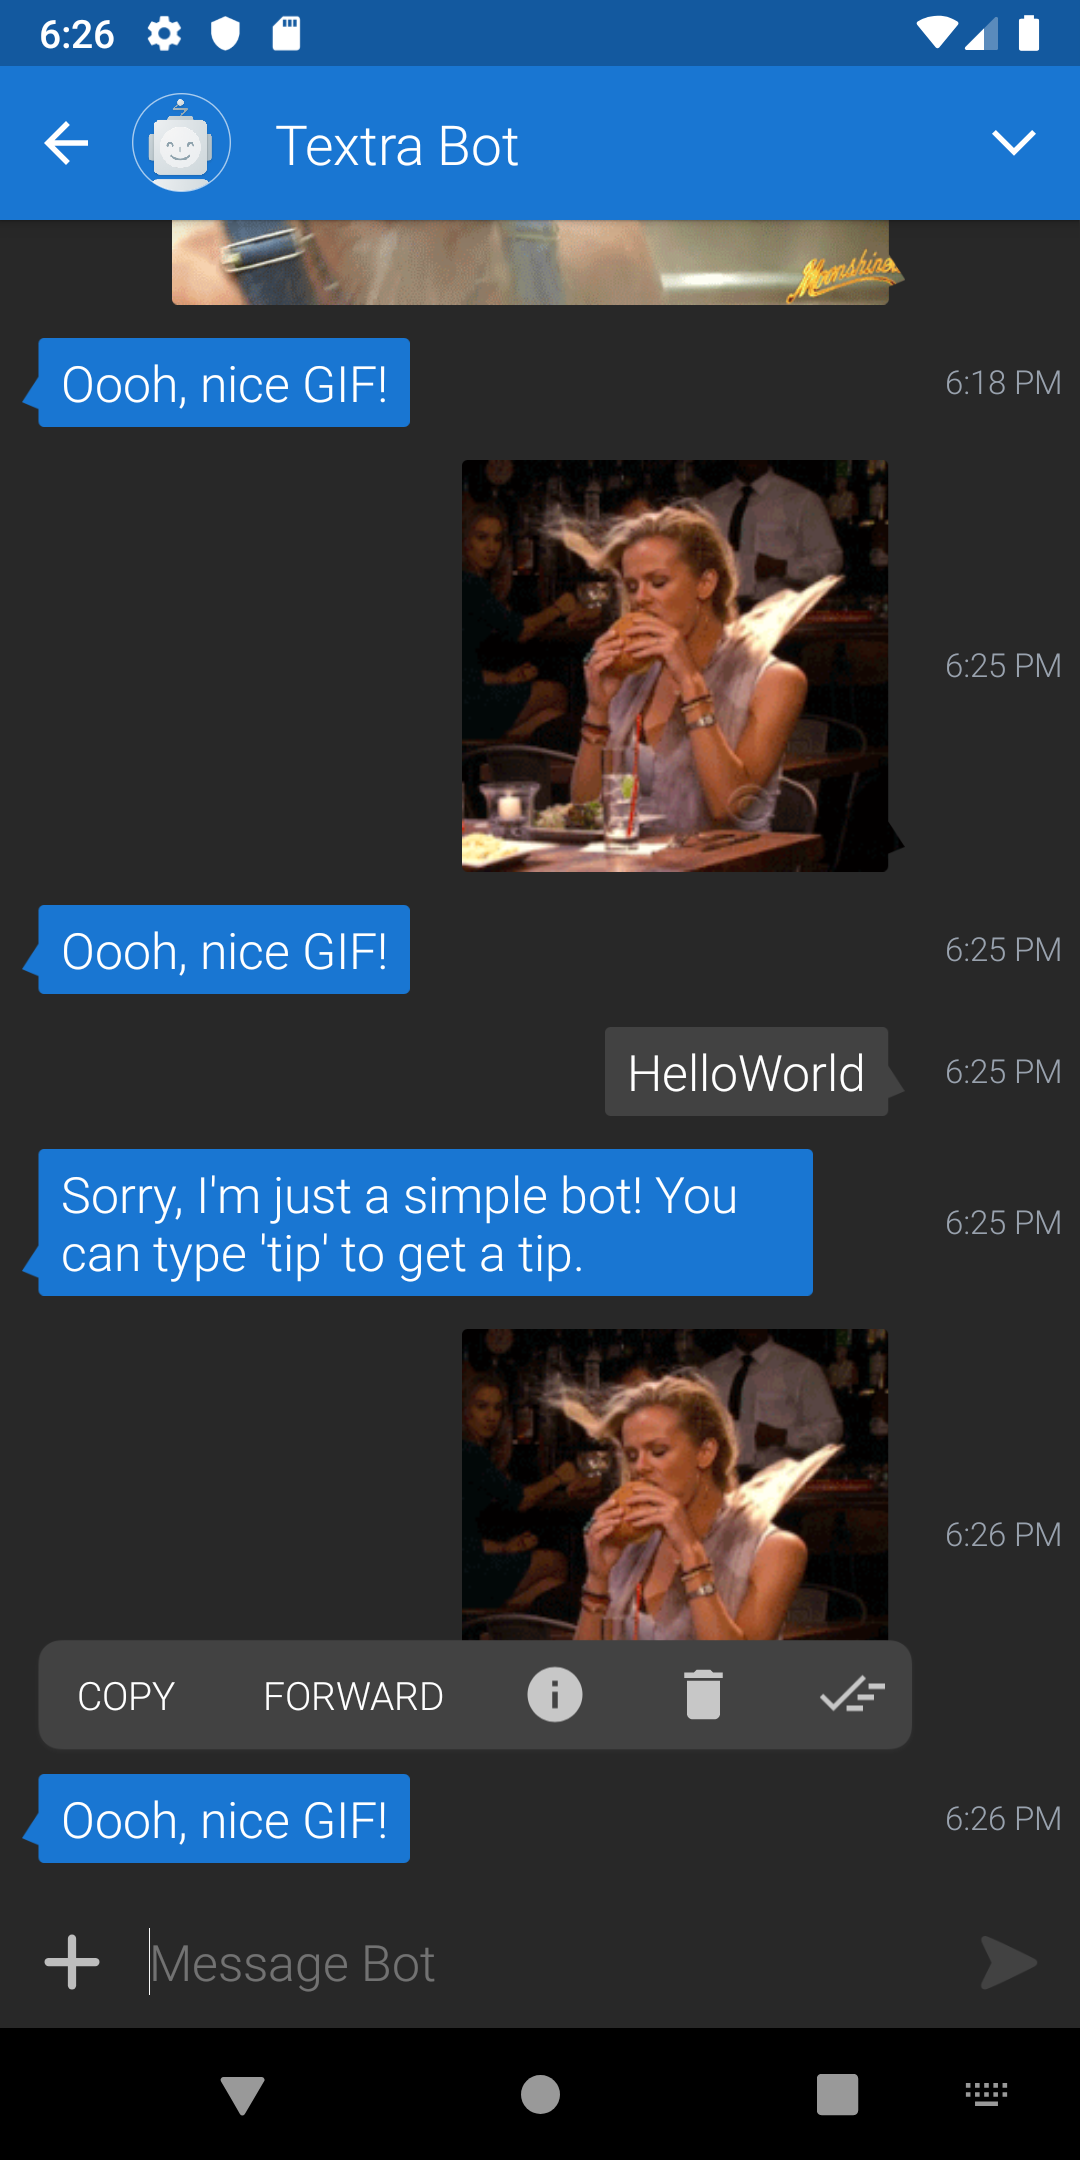 6:26
Textra Bot
Moonshiners
Oooh, nice GIF!
6:18 PM
6:25 PM
Oooh, nice GIF!
6:25 PM
HelloWorld
6:25 PM
Sorry, I'm just a simple bot! You
can type 'tip' to get a tip.
6:25 PM
6:26 PM
COPY
FORWARD
Oooh, nice GIF!
6:26 PM
Message Bot